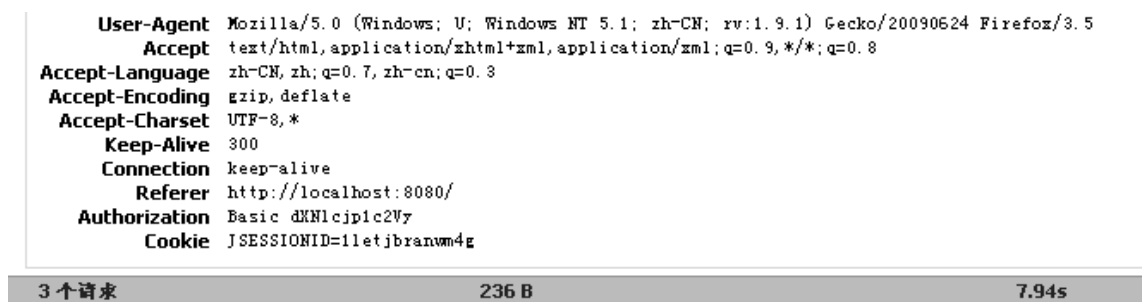 User-Agent Mozilla/5.0 (Windows; U; Windows NT 5.1; zh-CN; rv:1.9.1) Gecko/20090624 Firefox/3.5
Accept text/html,application/xhtml+xml,application/xml;q=0.9,*/*;q=0.8
Accept-Language zh-CN,zh;q=0.7,zh-cn;q=0.3
Accept-Encoding gzip,deflate
Accept-Charset UTF-8,*
Keep-Alive 300
Connection keep-alive
Referer http://localhost:8080/
Authorization Basic dXNlcjp1c2Vy
Cookie JSESSIONID=1letjbranwm4g
3 个请求 236 B 7.94s